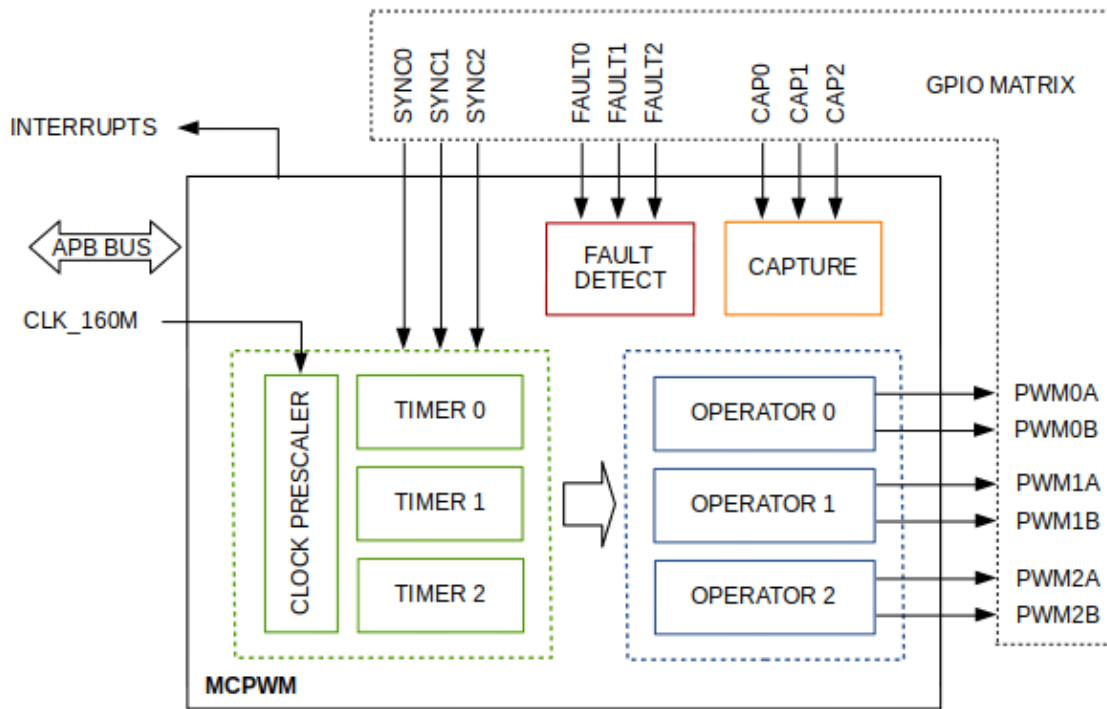 SYNC0
SYNC1
SYNC2
FAULT0
FAULT1
FAULT2
CAP0
CAP1
CAP2
GPIO MATRIX
INTERRUPTS
APB BUS
CLK_160M
FAULT
DETECT
CAPTURE
CLOCK PRESCALER
TIMER 0
TIMER 1
TIMER 2
OPERATOR 0
OPERATOR 1
OPERATOR 2
PWM0A
PWM0B
PWM1A
PWM1B
PWM2A
PWM2B
MCPWM